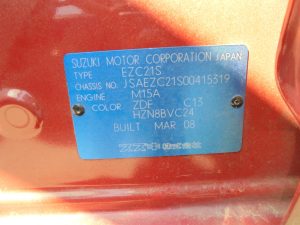 SUZUKI MOTOR CORPORATION JAPAN
TYPE EZC21S
CHASSIS NO. JSAEZC21S00415319
ENGINE M15A
COLOR ZDF C13
HZN8BVC24
BUILT MAR 08